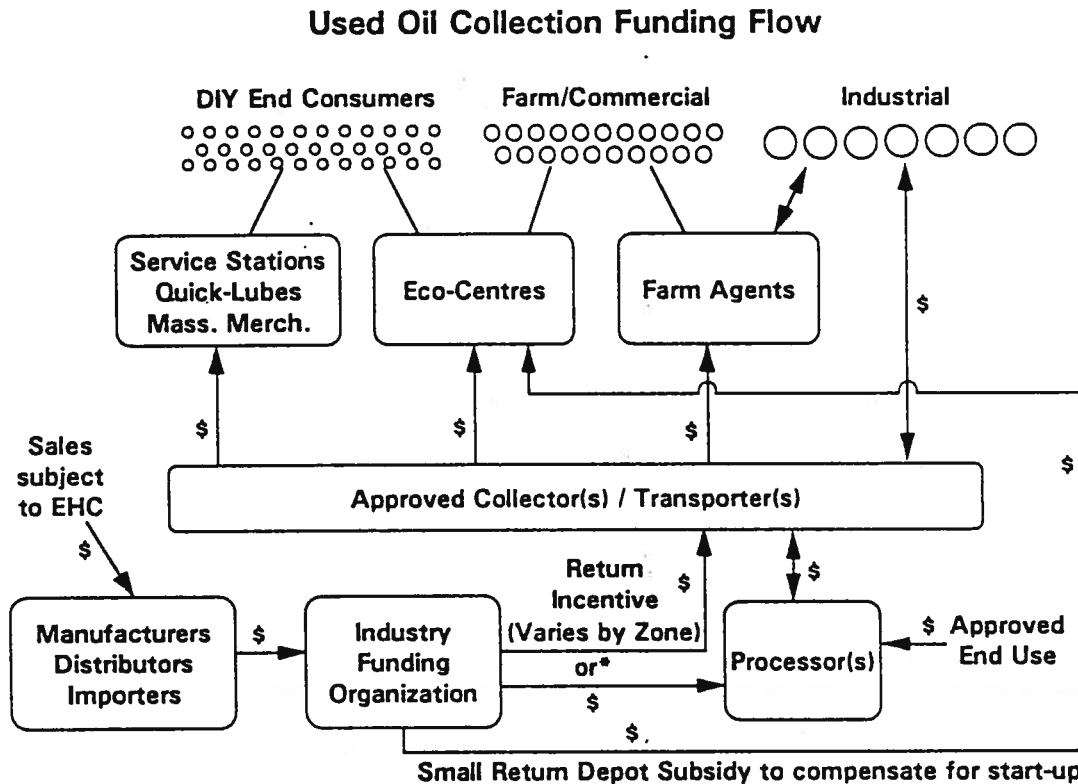 Used Oil Collection Funding Flow
DIY End Consumers
Farm/Commercial
Industrial
Service Stations
Quick-Lubes
Mass. Merch.
Eco-Centres
Farm Agents
$
$
$
$
$
Sales
subject
to EHC
$
Approved Collector(s) / Transporter(s)
Return
Incentive
(Varies by Zone)
or*
$
$
Manufacturers
Distributors
Importers
$
Industry
Funding
Organization
Processor(s)
$ Approved
End Use
$
$
Small Return Depot Subsidy to compensate for start-up